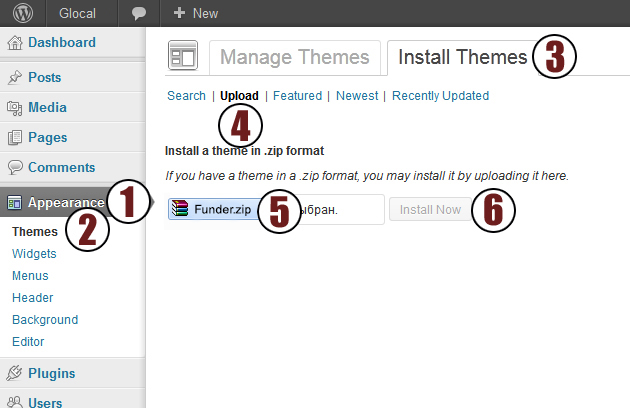 Glocal + New
Dashboard
Posts
Media
Pages
Comments
Appearance 1
Themes 2
Widgets
Menus
Header
Background
Editor
Plugins
Users
Manage Themes Install Themes 3
Search | Upload | Featured | Newest | Recently Updated
4
Install a theme in .zip format
If you have a theme in a .zip format, you may install it by uploading it here.
Funder.zip 5 ыбран. Install Now 6